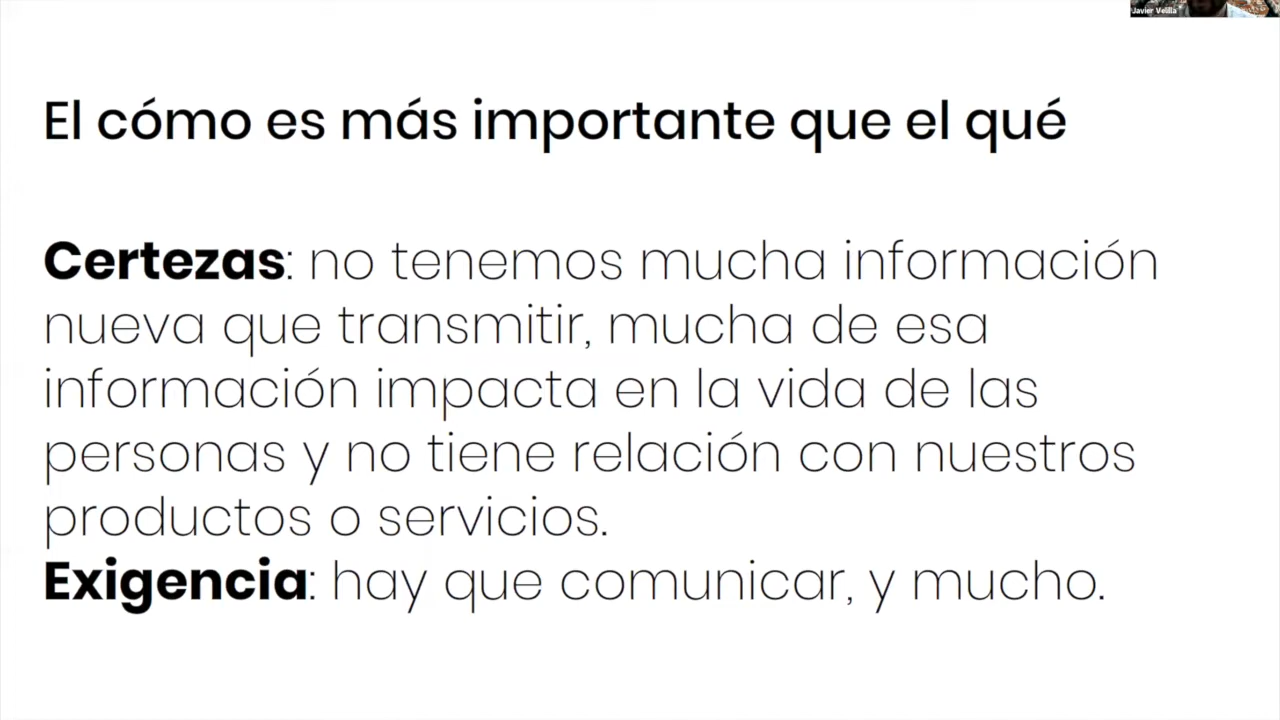 Javier Velilla
El cómo es más importante que el qué
Certezas: no tenemos mucha información
nueva que transmitir, mucha de esa
información impacta en la vida de las
personas y no tiene relación con nuestros
productos o servicios.
Exigencia: hay que comunicar, y mucho.